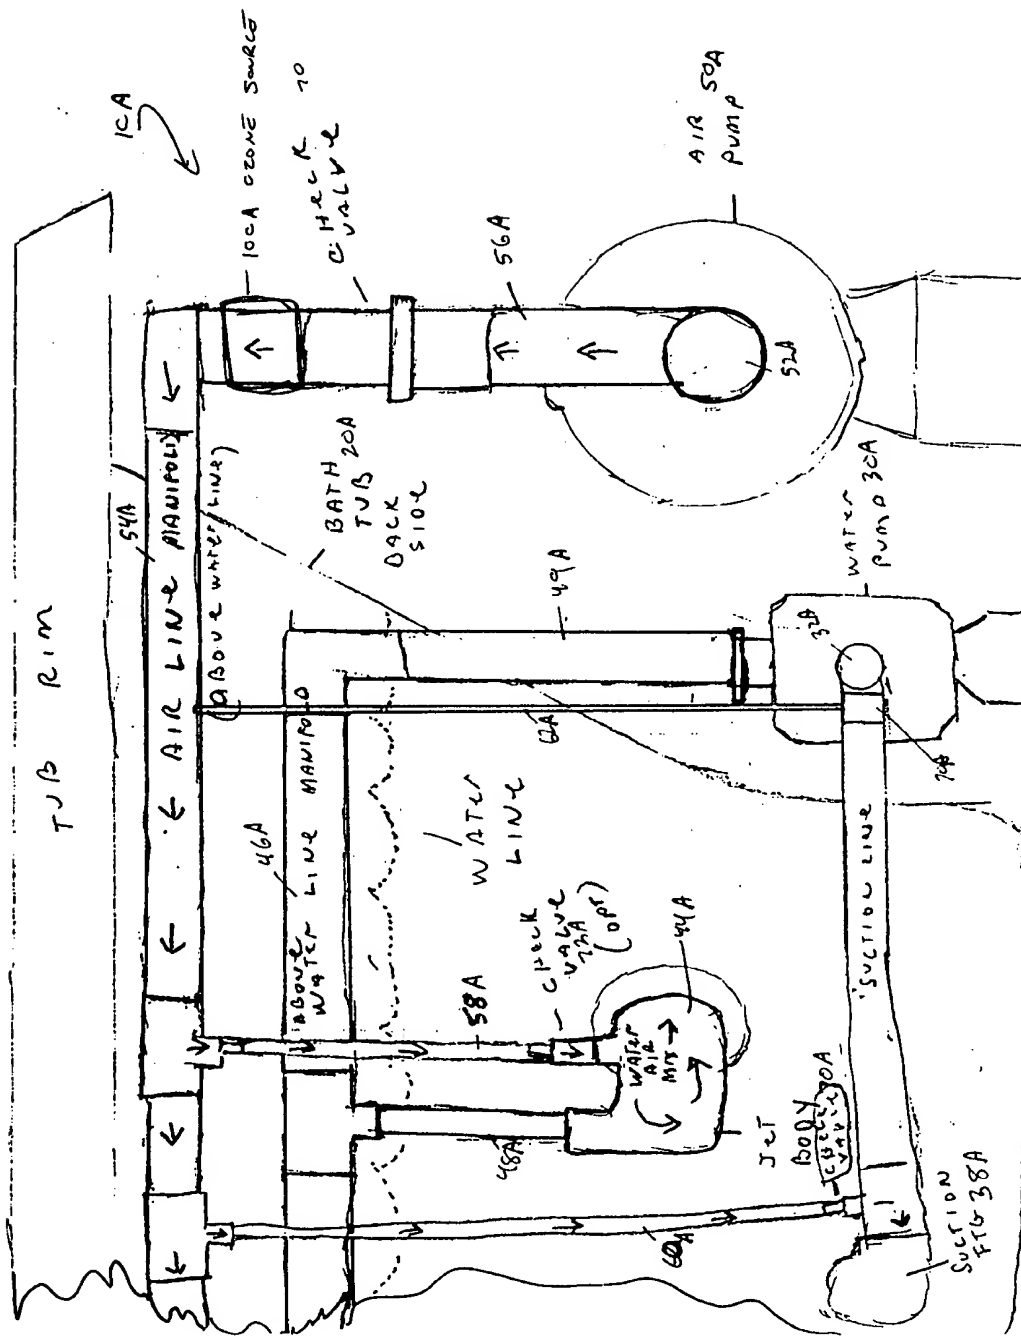 TUB RIM
10A
54A
AIR LINE MANIFOLD
(ABOVE WATER LINE)
10CA OZONE SOURCE
CHECK
VALVE
70
56A
AIR 50A
PUMP
52A
BATH 20A
TUB
BACK
SIDE
49A
WATER
PUMP 30A
32A
46A
ABOVE
WATER LINE MANIFOLD
62A
WATER
LINE
70A
58A
CHECK
VALVE
72A
(OPT)
44A
WATER
AIR
MIX
"SUCTION LINE
48A
JET
BODY
CHECK
VALVE
70A
60A
SUCTION
FTG 38A